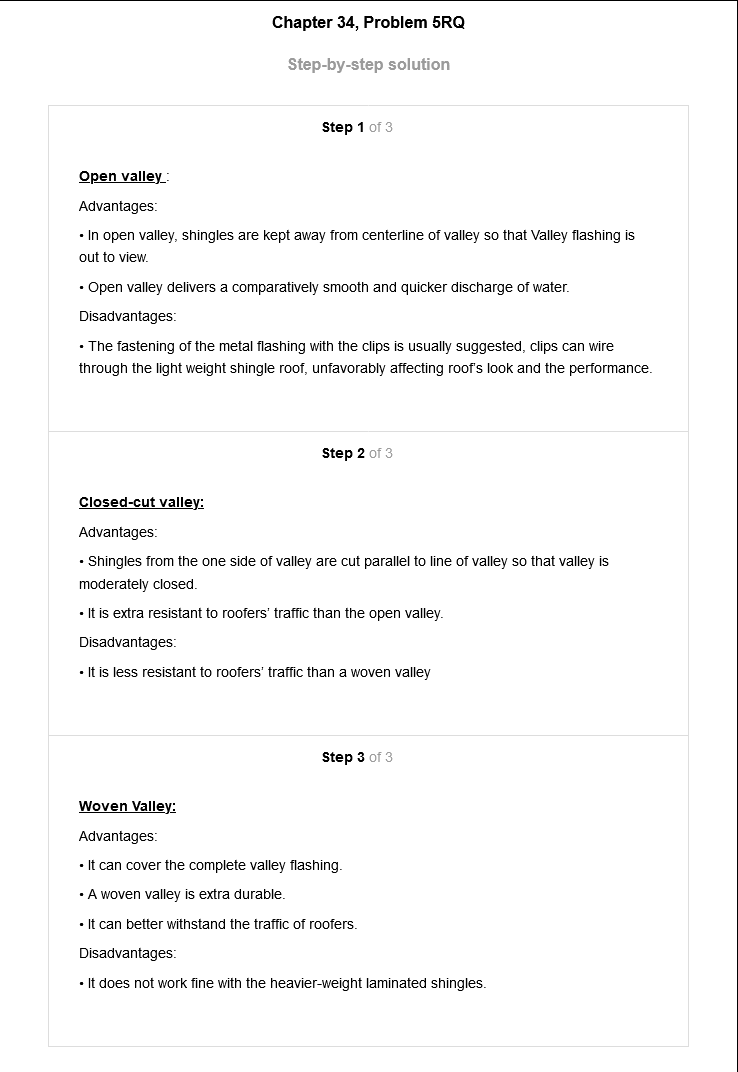 Chapter 34, Problem 5RQ
Step-by-step solution
Step 1 of 3
Open valley :
Advantages:
• In open valley, shingles are kept away from centerline of valley so that Valley flashing is
out to view.
• Open valley delivers a comparatively smooth and quicker discharge of water.
Disadvantages:
• The fastening of the metal flashing with the clips is usually suggested, clips can wire
through the light weight shingle roof, unfavorably affecting roof's look and the performance.
Step 2 of 3
Closed-cut valley:
Advantages:
• Shingles from the one side of valley are cut parallel to line of valley so that valley is
moderately closed.
• It is extra resistant to roofers' traffic than the open valley.
Disadvantages:
• It is less resistant to roofers' traffic than a woven valley
Step 3 of 3
Woven Valley:
Advantages:
• It can cover the complete valley flashing.
• A woven valley is extra durable.
• It can better withstand the traffic of roofers.
Disadvantages:
• It does not work fine with the heavier-weight laminated shingles.